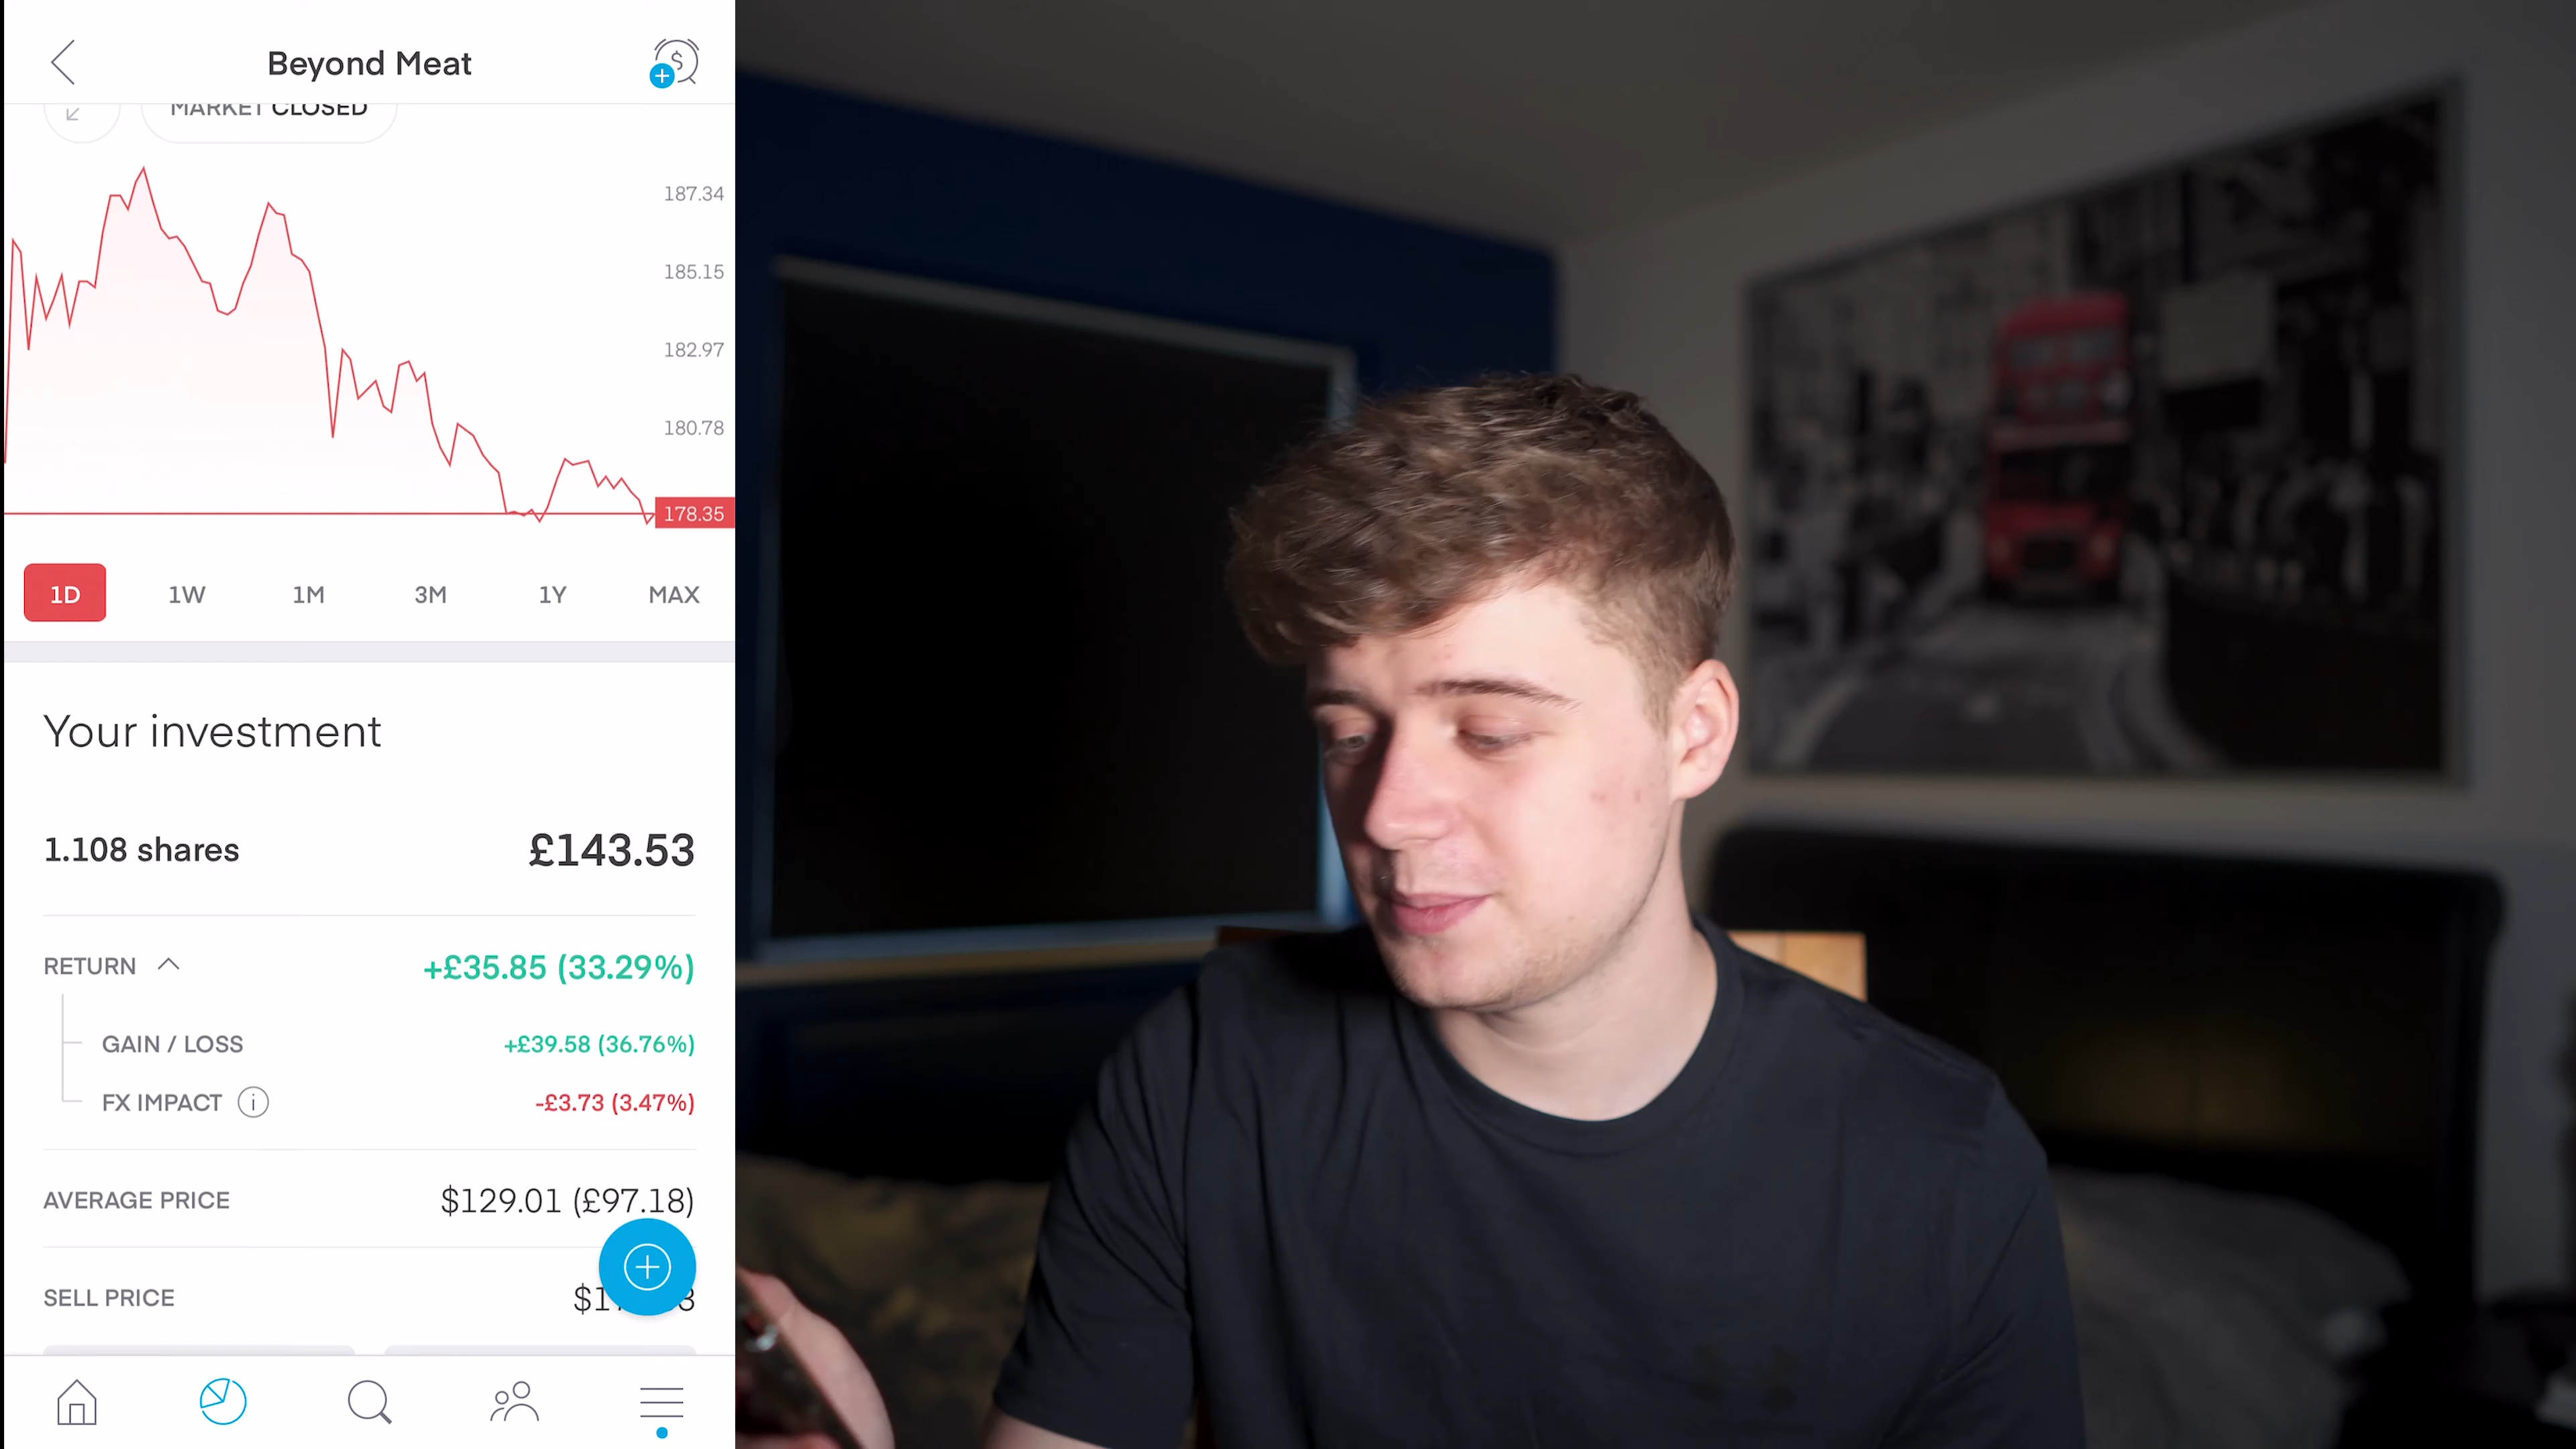 Beyond Meat
$
MARKET CLOSED
187.34
185.15
182.97
180.78
178.35
1D 1W 1M 3M 1Y MAX
Your investment
1.108 shares £143.53
RETURN +£35.85 (33.29%)
GAIN / LOSS +£39.58 (36.76%)
FX IMPACT i -£3.73 (3.47%)
AVERAGE PRICE $129.01 (£97.18)
SELL PRICE